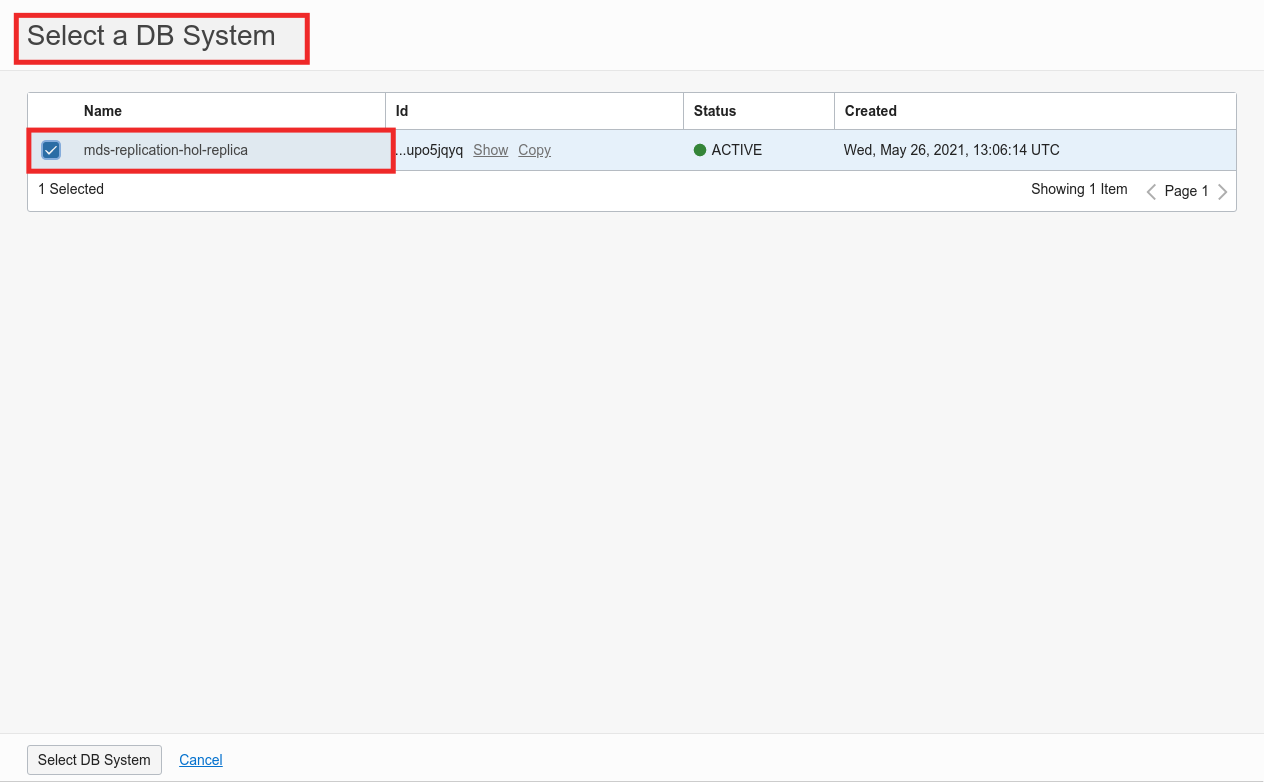 Select a DB System
Name Id Status Created
mds-replication-hol-replica ...upo5jqyq Show Copy ACTIVE Wed, May 26, 2021, 13:06:14 UTC
1 Selected Showing 1 Item Page 1
Select DB System Cancel